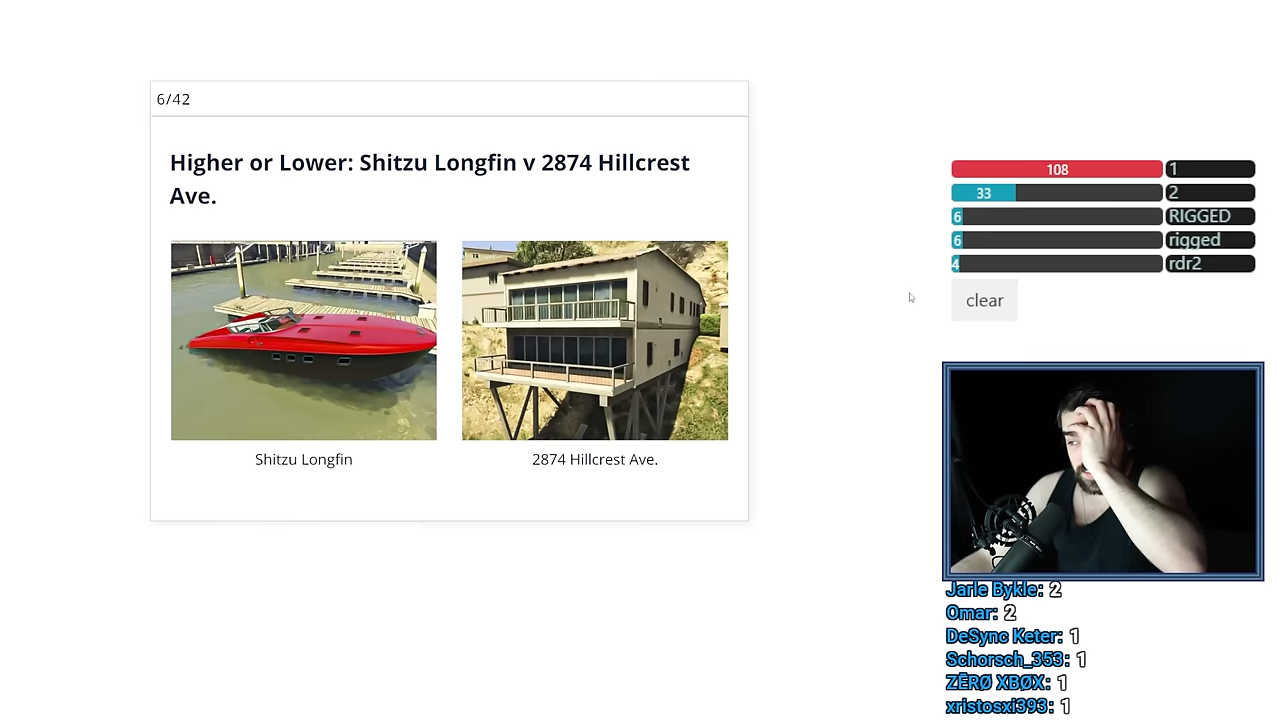 6/42
Higher or Lower: Shitzu Longfin v 2874 Hillcrest
Ave.
Shitzu Longfin
2874 Hillcrest Ave.
108 1
33 2
6 RIGGED
6 rigged
4 rdr2
clear
Jarle Bykle: 2
Omar: 2
DeSync Keter: 1
Schorsch_353: 1
ZĒRØ XBØX: 1
xristosxi393: 1